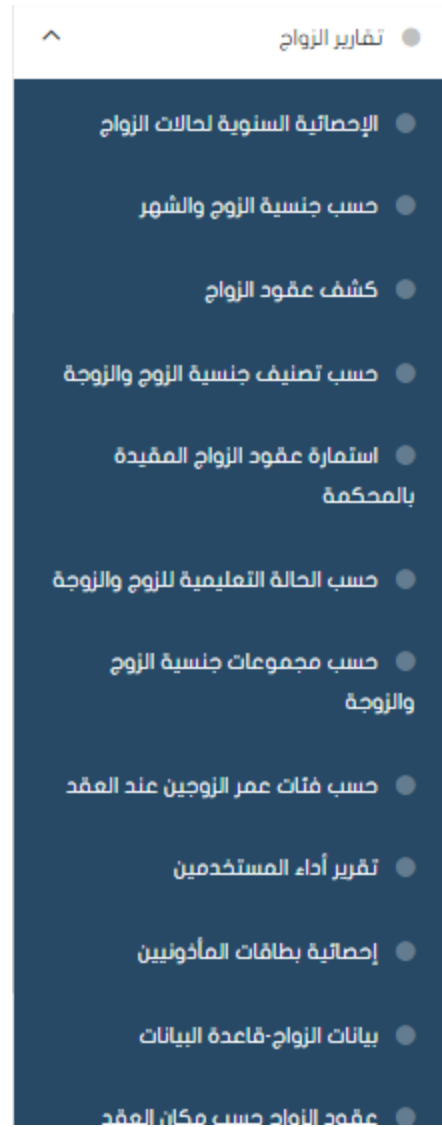 تقارير الزواج
الإحصائية السنوية لحالات الزواج
حسب جنسية الزوج والشهر
كشف عقود الزواج
حسب تصنيف جنسية الزوج والزوجة
استمارة عقود الزواج المقيدة
بالمحكمة
حسب الحالة التعليمية للزوج والزوجة
حسب مجموعات جنسية الزوج
والزوجة
حسب فئات عمر الزوجين عند العقد
تقرير أداء المستخدمين
إحصائية بطاقات المأذونيين
بيانات الزواج-قاعدة البيانات
عقود الزواج حسب مكان العقد